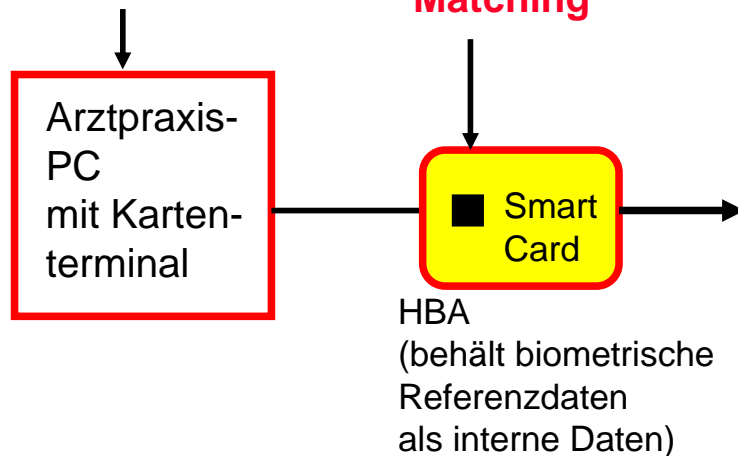 Matching
Arztpraxis-
PC
mit Karten-
terminal
Smart
Card
HBA
(behält biometrische
Referenzdaten
als interne Daten)